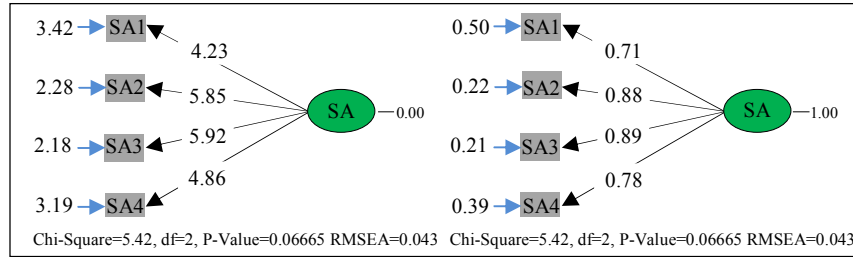 3.42 SA1 0.50 SA1
4.23 0.71
2.28 SA2 0.22 SA2
5.85 0.88
SA 0.00 SA 1.00
5.92 0.89
2.18 SA3 0.21 SA3
4.86 0.78
3.19 SA4 0.39 SA4
Chi-Square=5.42, df=2, P-Value=0.06665 RMSEA=0.043 Chi-Square=5.42, df=2, P-Value=0.06665 RMSEA=0.043